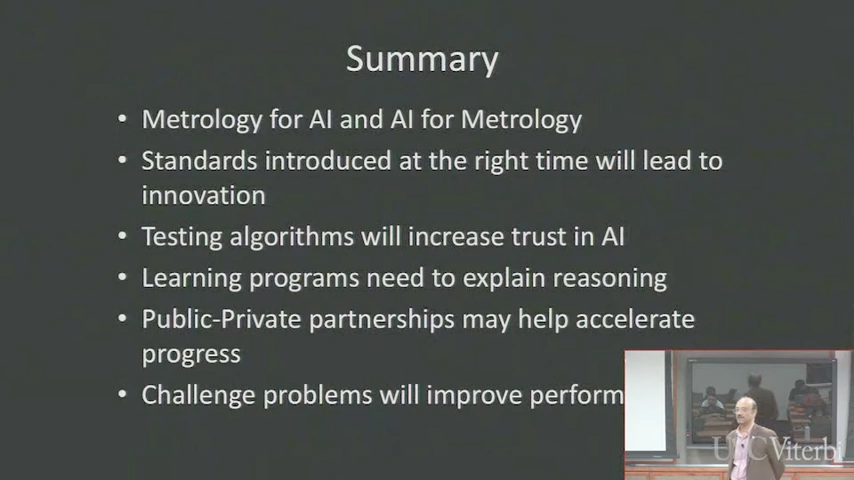 Summary
• Metrology for AI and AI for Metrology
• Standards introduced at the right time will lead to
innovation
• Testing algorithms will increase trust in AI
• Learning programs need to explain reasoning
• Public-Private partnerships may help accelerate
progress
• Challenge problems will improve perform
USC Viterbi